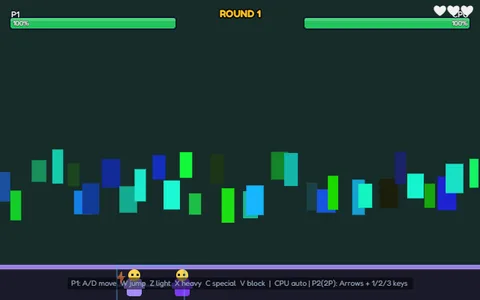 P1
ROUND 1
100%
100%
P1: A/D move W jump Z light X heavy C special V block | CPU auto | P2(2P): Arrows + 1/2/3 keys